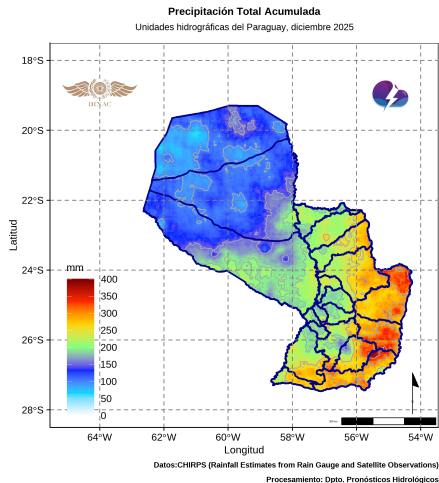 Precipitación Total Acumulada
Unidades hidrográficas del Paraguay, diciembre 2025
18°S
20°S
22°S
24°S
26°S
28°S
Latitud
DINAC
mm
400
350
300
250
200
150
100
50
0
64°W
62°W
60°W
58°W
56°W
54°W
Longitud
Datos:CHIRPS (Rainfall Estimates from Rain Gauge and Satellite Observations)
Procesamiento: Dpto. Pronósticos Hidrológicos